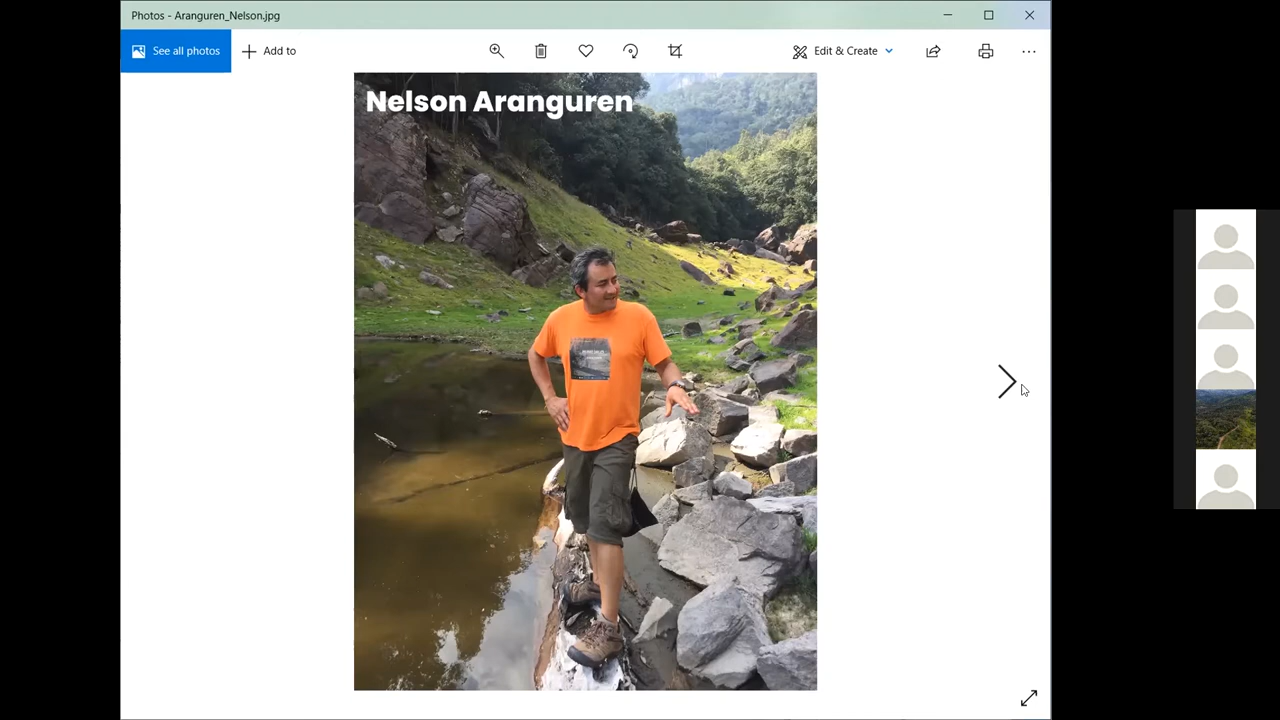 Photos - Aranguren_Nelson.jpg
See all photos
Add to
Edit & Create
Nelson Aranguren